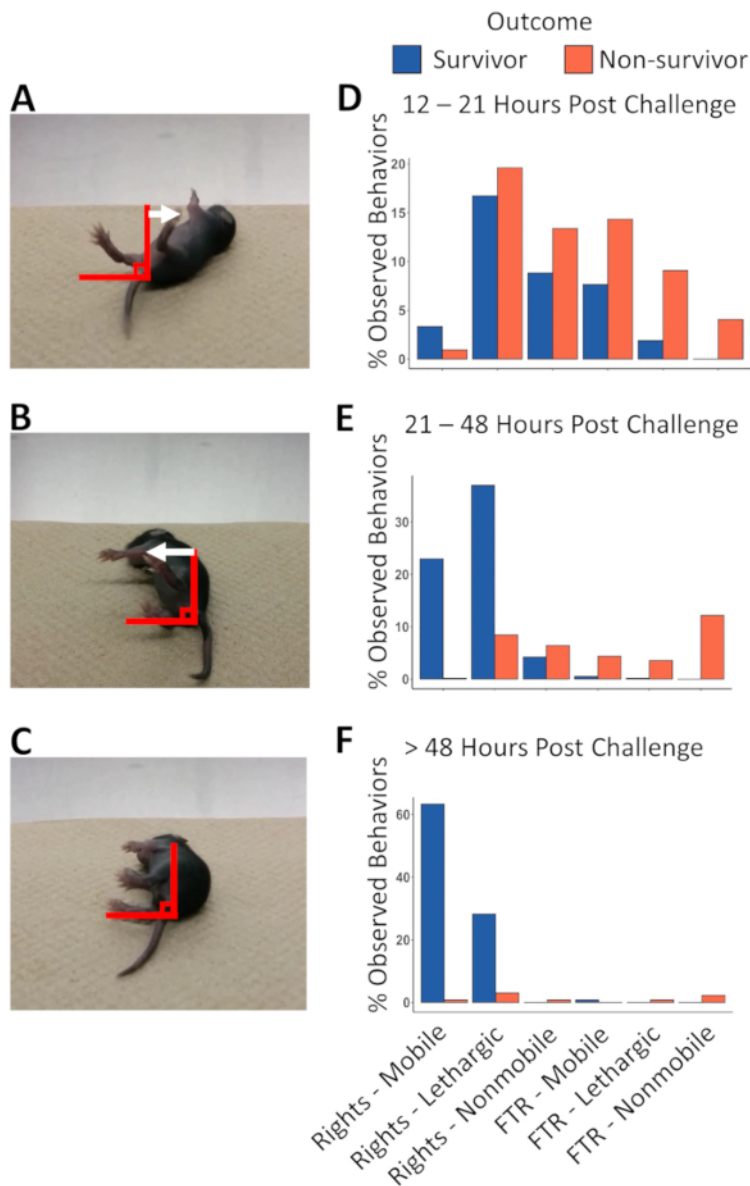 Outcome
Survivor Non-survivor
A
D 12 – 21 Hours Post Challenge
% Observed Behaviors
20
15
10
5
0
B
E 21 – 48 Hours Post Challenge
% Observed Behaviors
30
20
10
0
C
F > 48 Hours Post Challenge
% Observed Behaviors
60
40
20
0
Rights - Mobile
Rights - Lethargic
Rights - Nonmobile
FTR - Mobile
FTR - Lethargic
FTR - Nonmobile